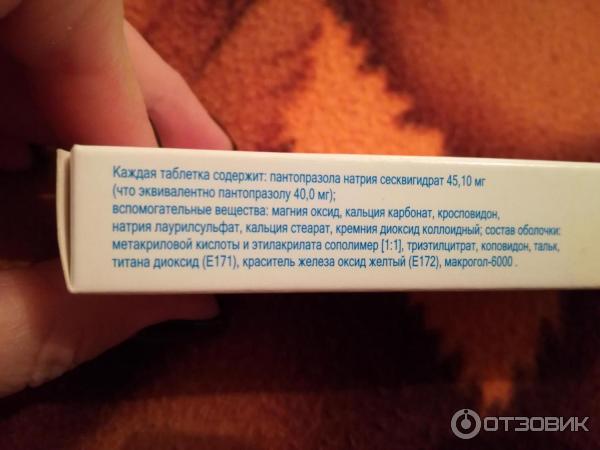 Каждая таблетка содержит: пантопразола натрия сесквигидрат 45,10 мг
(что эквивалентно пантопразолу 40,0 мг);
вспомогательные вещества: магния оксид, кальция карбонат, кросповидон,
натрия лаурилсульфат, кальция стеарат, кремния диоксид коллоидный; состав оболочки:
метакриловой кислоты и этилакрилата сополимер [1:1], триэтилцитрат, коповидон, тальк,
титана диоксид (Е171), краситель железа оксид желтый (Е172), макрогол-6000 .
ОТЗОВИК